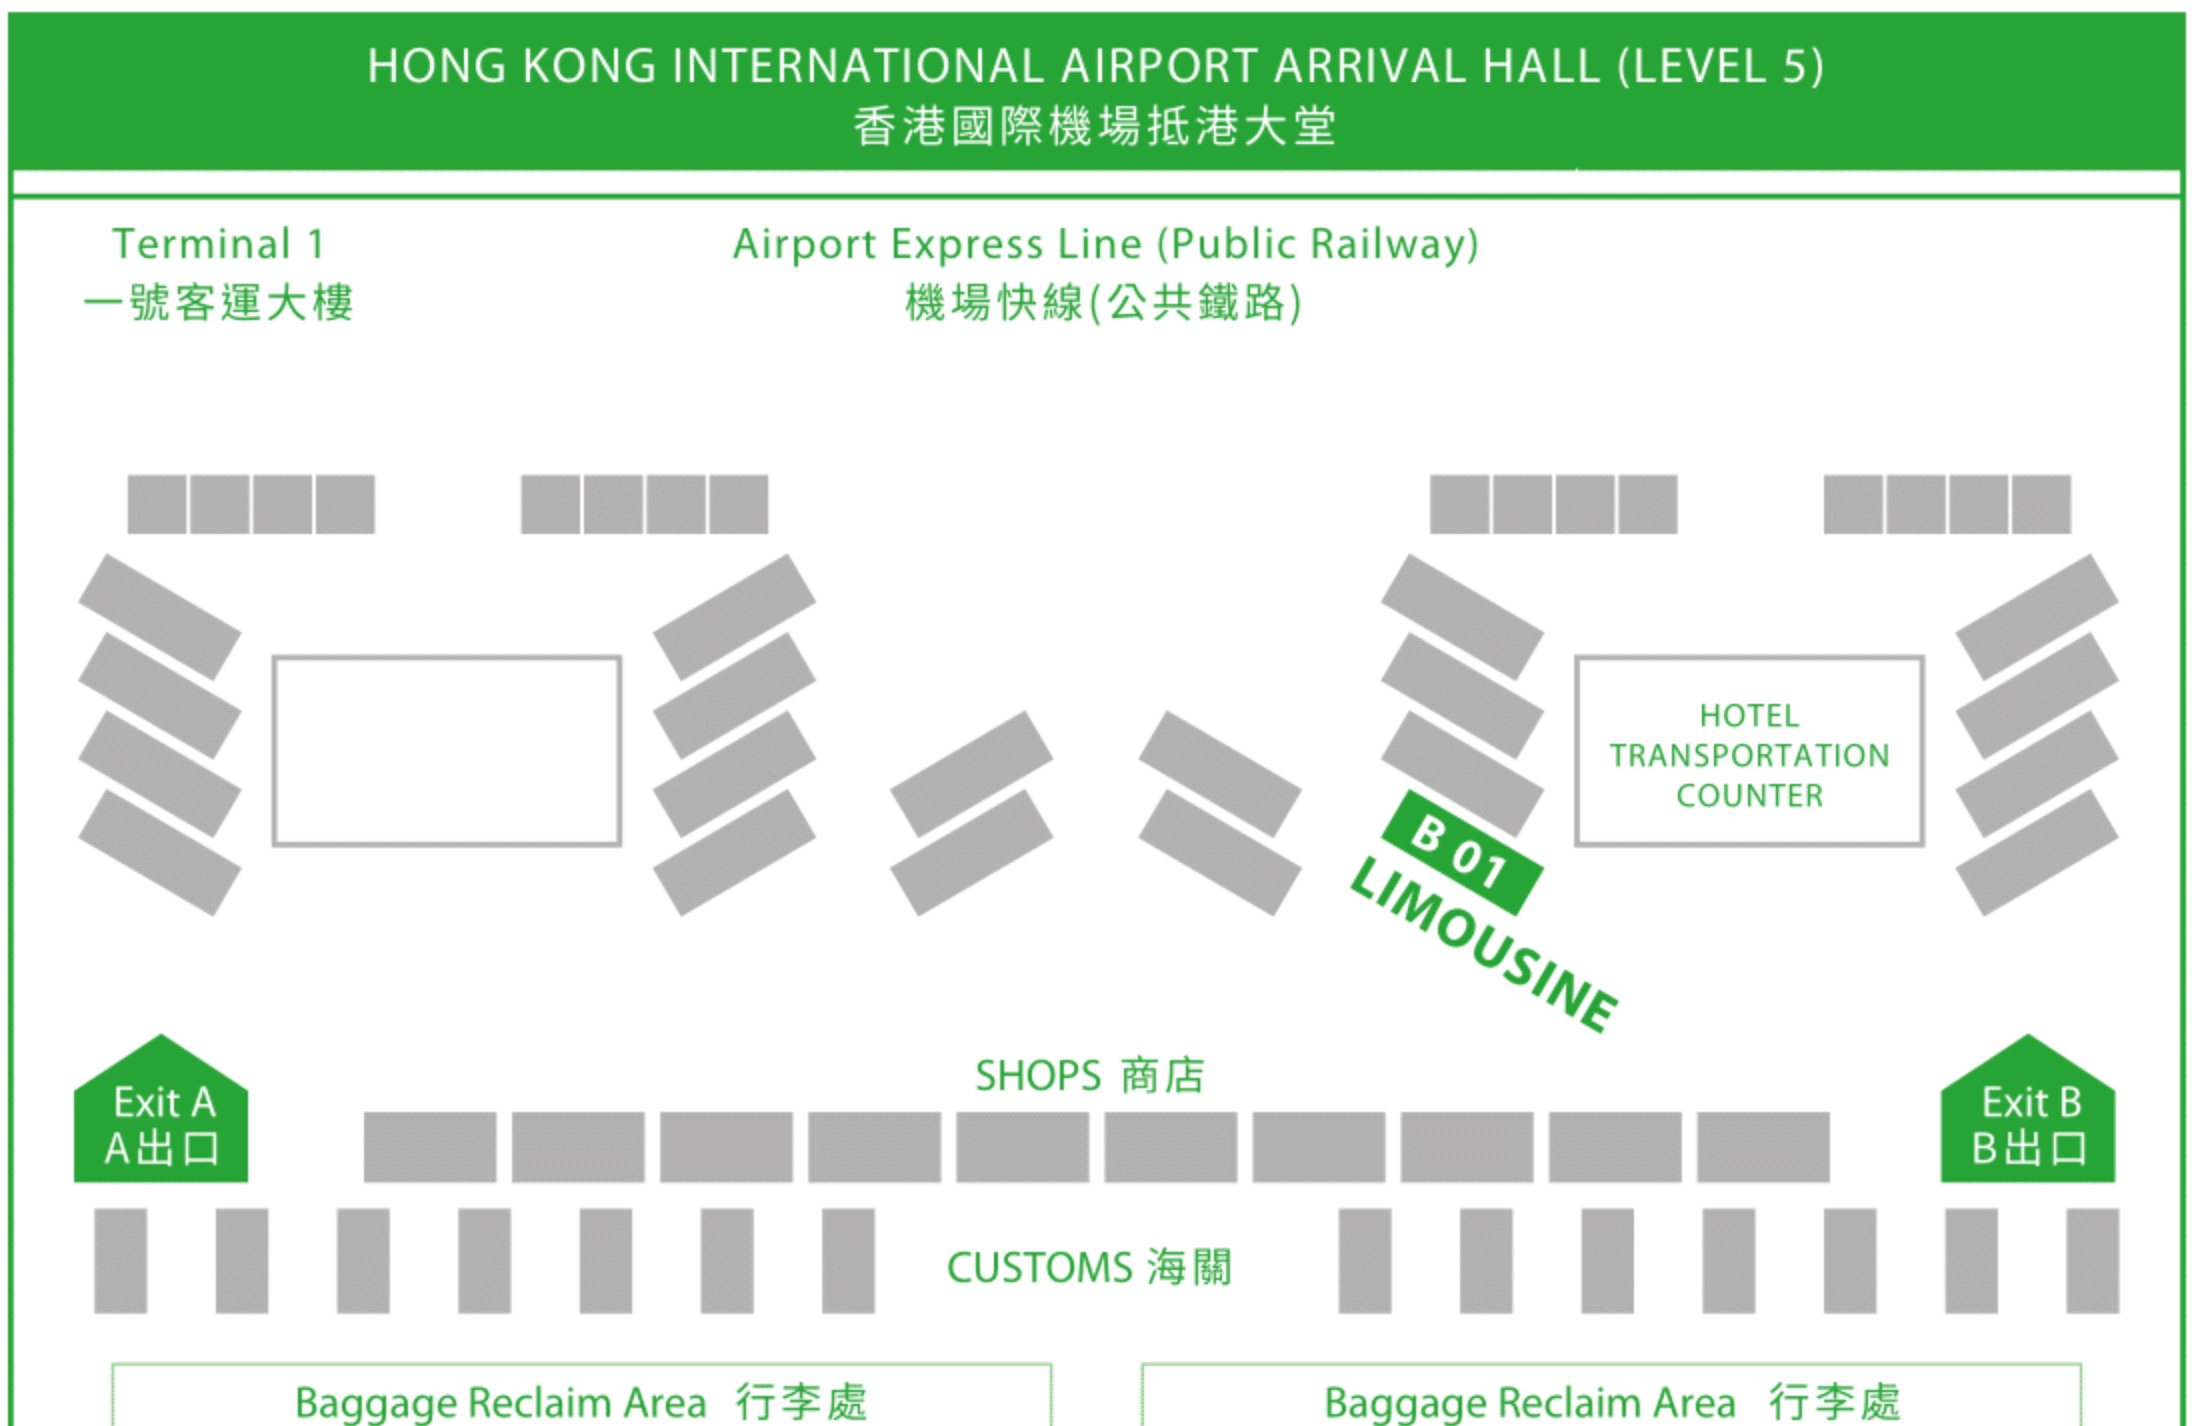 HONG KONG INTERNATIONAL AIRPORT ARRIVAL HALL (LEVEL 5)
香港國際機場抵港大堂
Terminal 1
一號客運大樓
Airport Express Line (Public Railway)
機場快線(公共鐵路)
HOTEL
TRANSPORTATION
COUNTER
B 01
LIMOUSINE
SHOPS 商店
Exit A
A出口
Exit B
B出口
CUSTOMS 海關
Baggage Reclaim Area 行李處
Baggage Reclaim Area 行李處